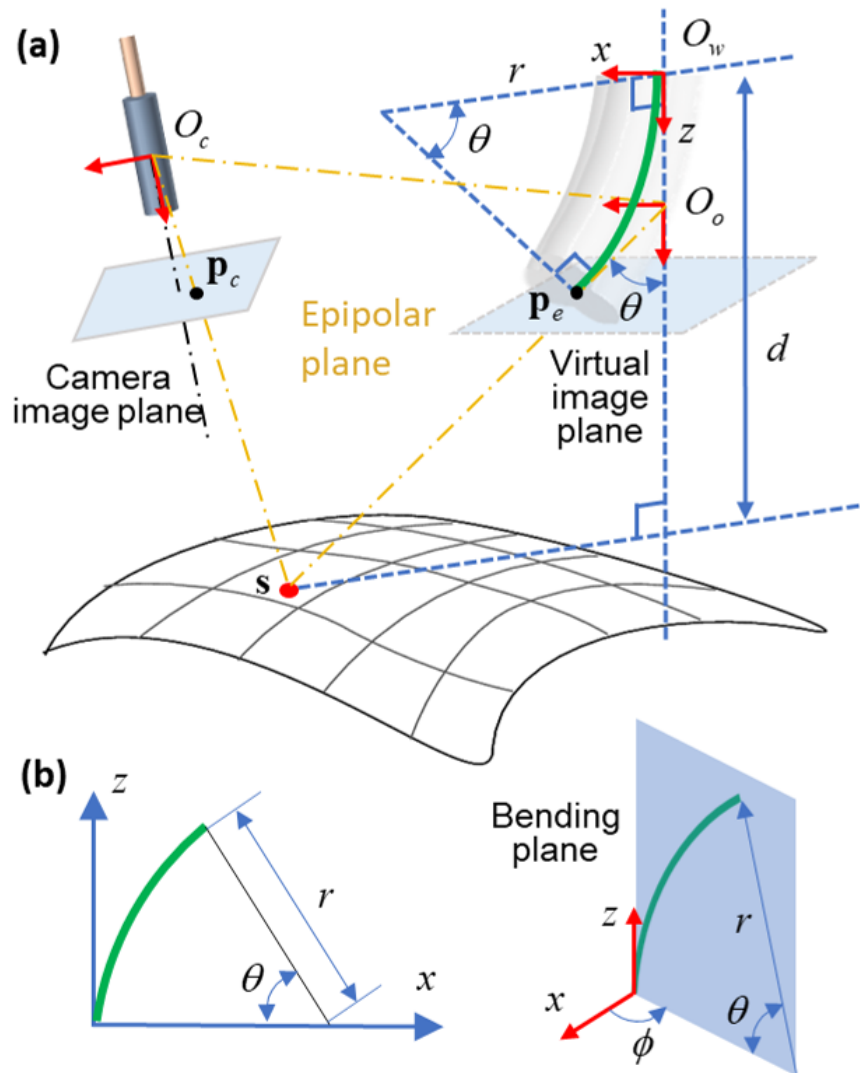 (a)
O_w
x
r
O_c
θ
z
O_o
p_c
p_e
θ
Epipolar
plane
d
Camera
image plane
Virtual
image
plane
s
(b)
z
Bending
plane
r
r
z
θ
x
x
θ
ϕ